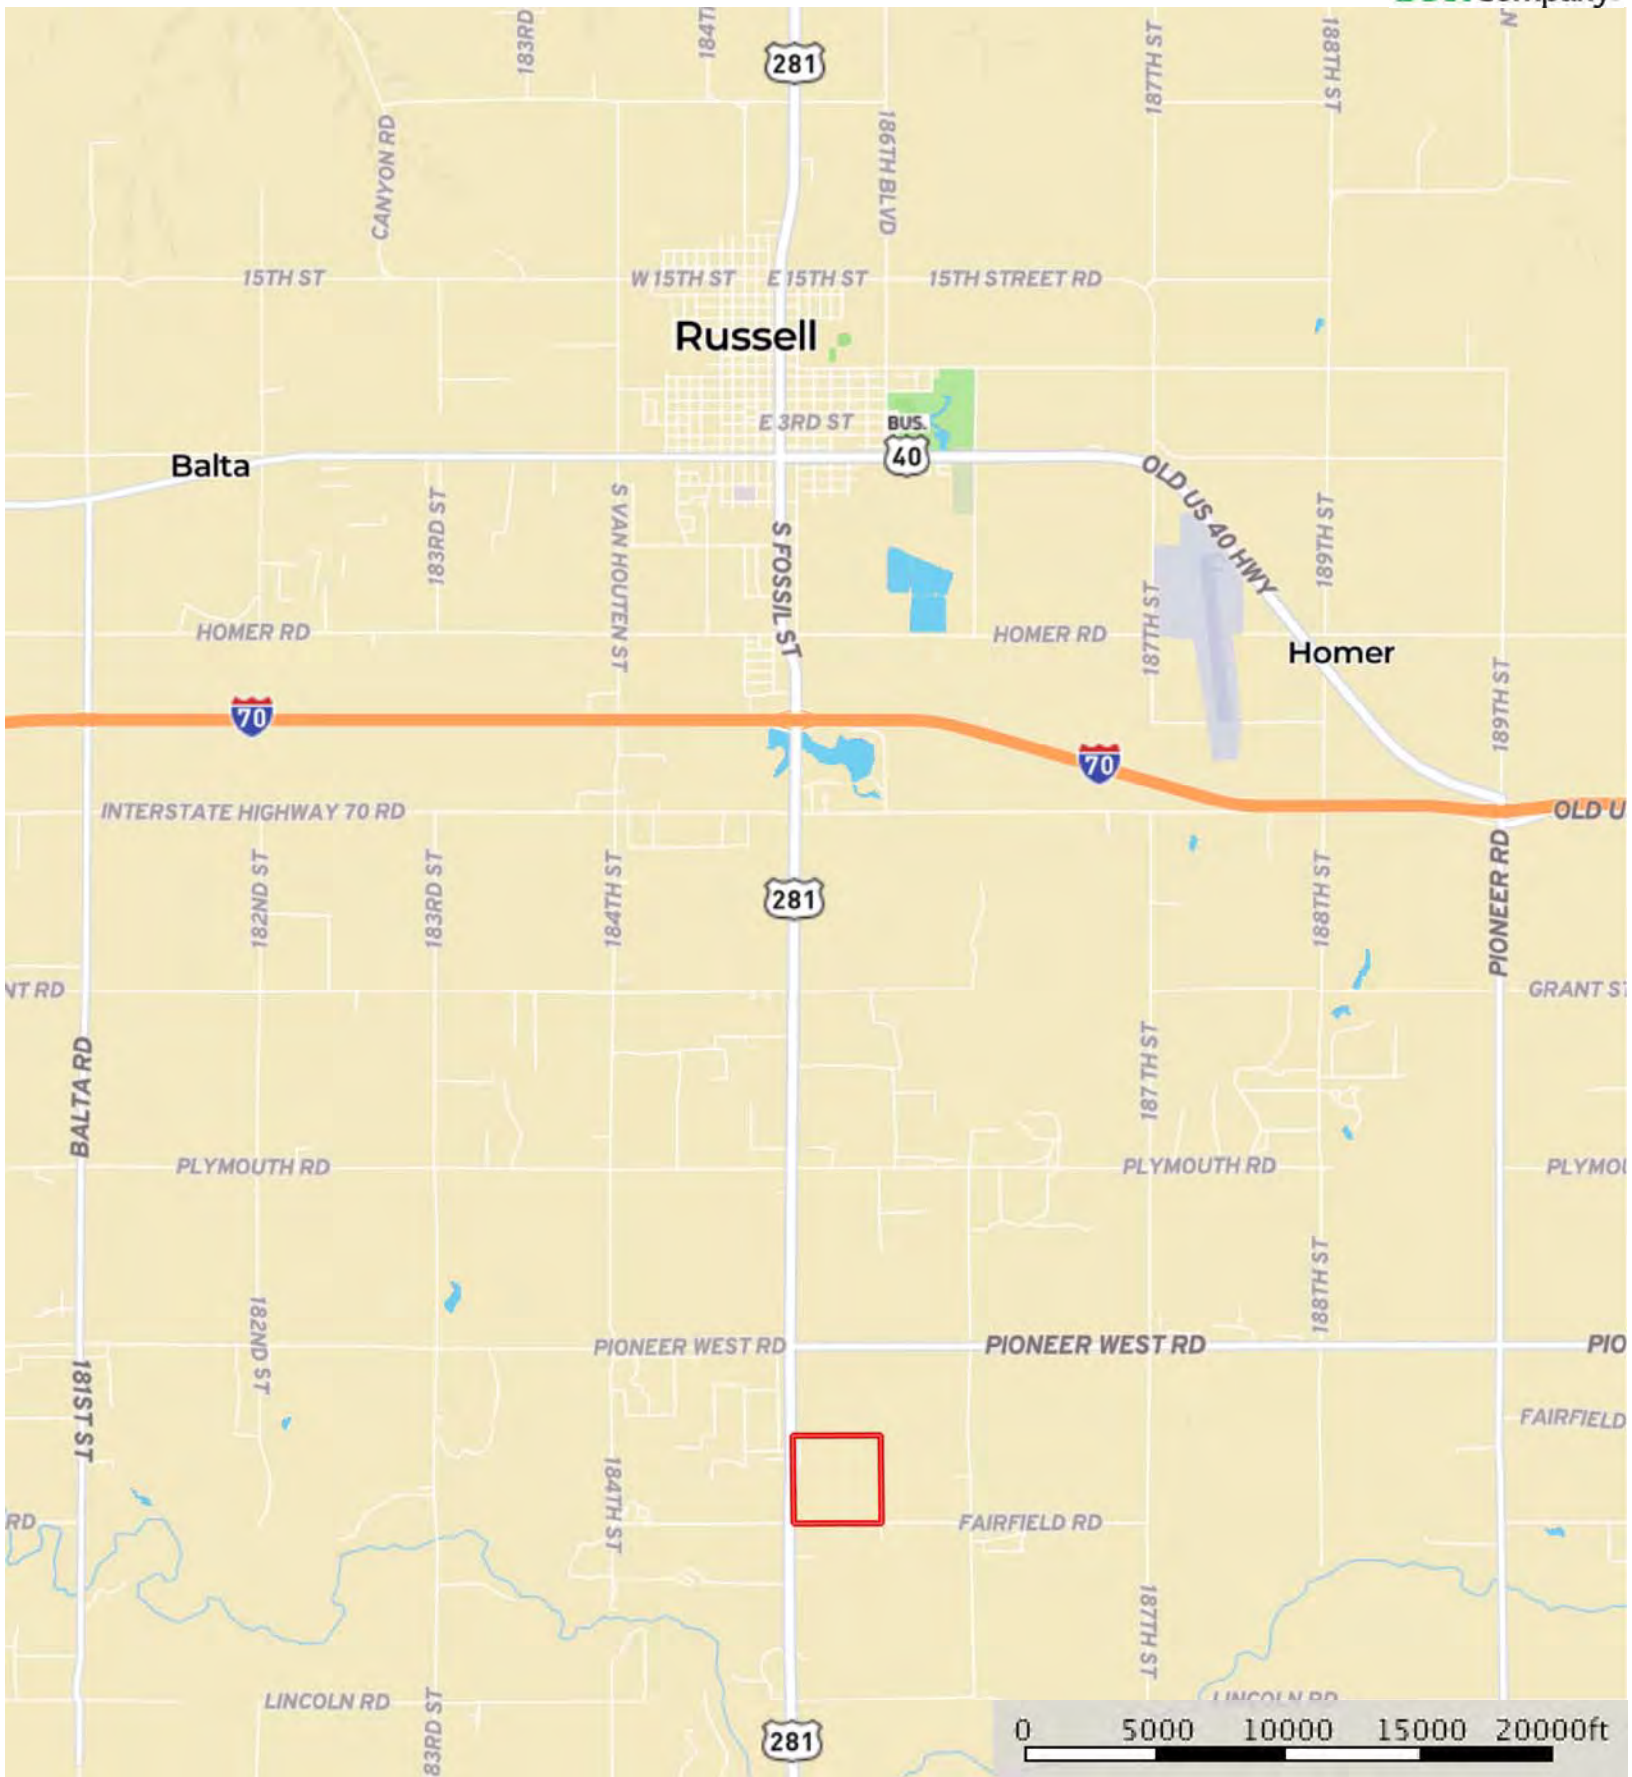 Company
183RD
184T
281
187TH ST
188TH ST
N
CANYON RD
186TH BLVD
15TH ST
W 15TH ST
E 15TH ST
15TH STREET RD
Russell
E 3RD ST
BUS.
40
Balta
OLD US 40 HWY
183RD ST
S VAN HOUTEN ST
S FOSSIL ST
189TH ST
187TH ST
HOMER RD
HOMER RD
Homer
189TH ST
70
70
INTERSTATE HIGHWAY 70 RD
OLD U
182ND ST
183RD ST
184TH ST
281
188TH ST
PIONEER RD
NT RD
GRANT ST
BALTA RD
187TH ST
PLYMOUTH RD
PLYMOUTH RD
PLYMOU
182ND ST
188TH ST
PIONEER WEST RD
PIONEER WEST RD
PIO
181ST ST
FAIRFIELD
184TH ST
RD
FAIRFIELD RD
187TH ST
LINCOLN RD
83RD ST
LINCOLN RD
281
0 5000 10000 15000 20000ft